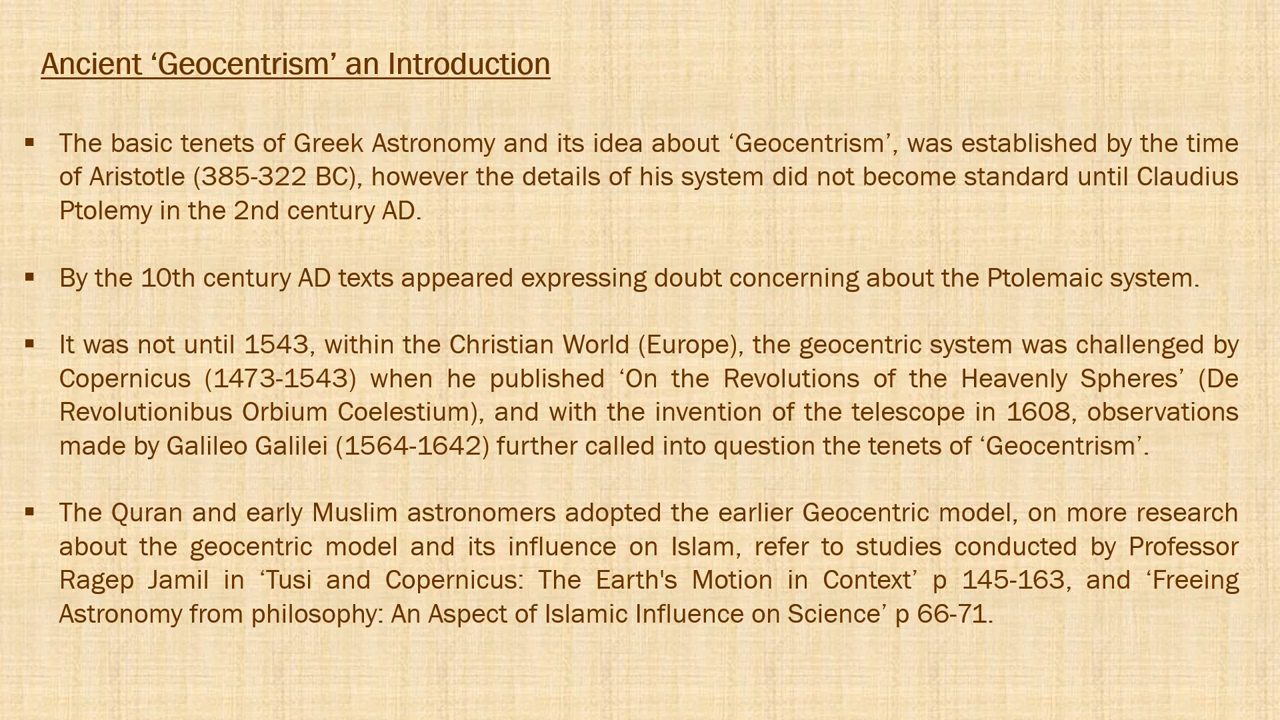 Ancient ‘Geocentrism’ an Introduction
▪ The basic tenets of Greek Astronomy and its idea about ‘Geocentrism’, was established by the time
of Aristotle (385-322 BC), however the details of his system did not become standard until Claudius
Ptolemy in the 2nd century AD.
▪ By the 10th century AD texts appeared expressing doubt concerning about the Ptolemaic system.
▪ It was not until 1543, within the Christian World (Europe), the geocentric system was challenged by
Copernicus (1473-1543) when he published ‘On the Revolutions of the Heavenly Spheres’ (De
Revolutionibus Orbium Coelestium), and with the invention of the telescope in 1608, observations
made by Galileo Galilei (1564-1642) further called into question the tenets of ‘Geocentrism’.
▪ The Quran and early Muslim astronomers adopted the earlier Geocentric model, on more research
about the geocentric model and its influence on Islam, refer to studies conducted by Professor
Ragep Jamil in ‘Tusi and Copernicus: The Earth's Motion in Context’ p 145-163, and ‘Freeing
Astronomy from philosophy: An Aspect of Islamic Influence on Science’ p 66-71.